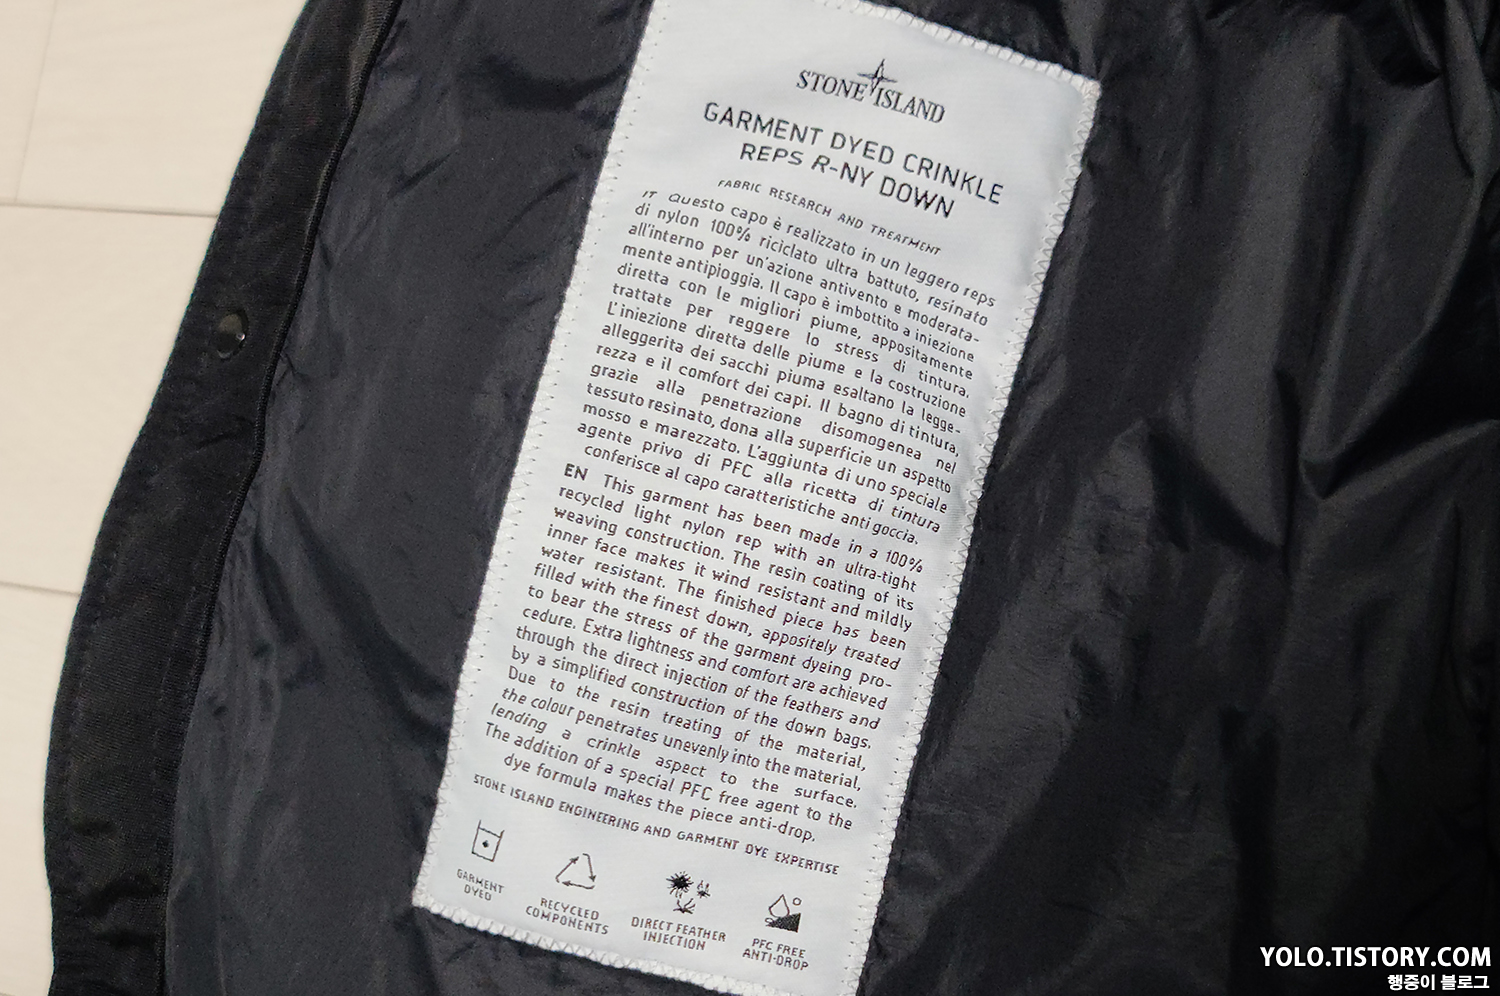 STONE ISLAND
GARMENT DYED CRINKLE
REPS R-NY DOWN
FABRIC RESEARCH AND TREATMENT
IT Questo capo è realizzato in un leggero reps
di nylon 100% riciclato ultra battuto, resinato
all'interno per un'azione antivento e moderata-
mente antipioggia. Il capo è imbottito a iniezione
diretta con le migliori piume, appositamente
trattate per reggere lo stress di tintura.
L'iniezione diretta delle piume e la costruzione
alleggerita dei sacchi piuma esaltano la legge-
rezza e il comfort dei capi. Il bagno di tintura,
grazie alla penetrazione disomogenea nel
tessuto resinato, dona alla superficie un aspetto
mosso e marezzato. L'aggiunta di uno speciale
agente privo di PFC alla ricetta di tintura
conferisce al capo caratteristiche anti goccia.
EN This garment has been made in a 100%
recycled light nylon rep with an ultra-tight
weaving construction. The resin coating of its
inner face makes it wind resistant and mildly
water resistant. The finished piece has been
filled with the finest down, appositely treated
to bear the stress of the garment dyeing pro-
cedure. Extra lightness and comfort are achieved
through the direct injection of the feathers and
by a simplified construction of the down bags.
Due to the resin treating of the material,
the colour penetrates unevenly into the material,
lending a crinkle aspect to the surface.
The addition of a special PFC free agent to the
dye formula makes the piece anti-drop.
STONE ISLAND ENGINEERING AND GARMENT DYE EXPERTISE
GARMENT
DYED
RECYCLED
COMPONENTS
DIRECT FEATHER
INJECTION
PFC FREE
ANTI-DROP
YOLO.TISTORY.COM
행중이 블로그